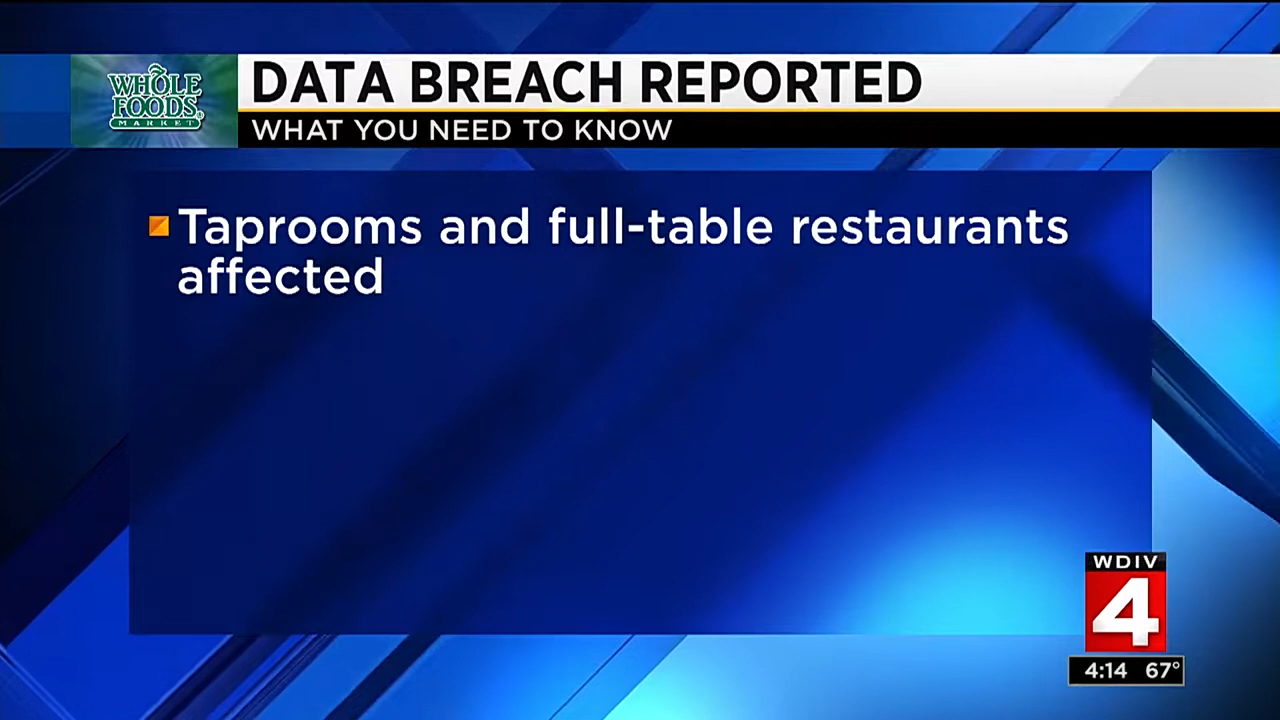 WHOLE
FOODS
MARKET
DATA BREACH REPORTED
WHAT YOU NEED TO KNOW
Taprooms and full-table restaurants
affected
WDIV
4
4:14 67°